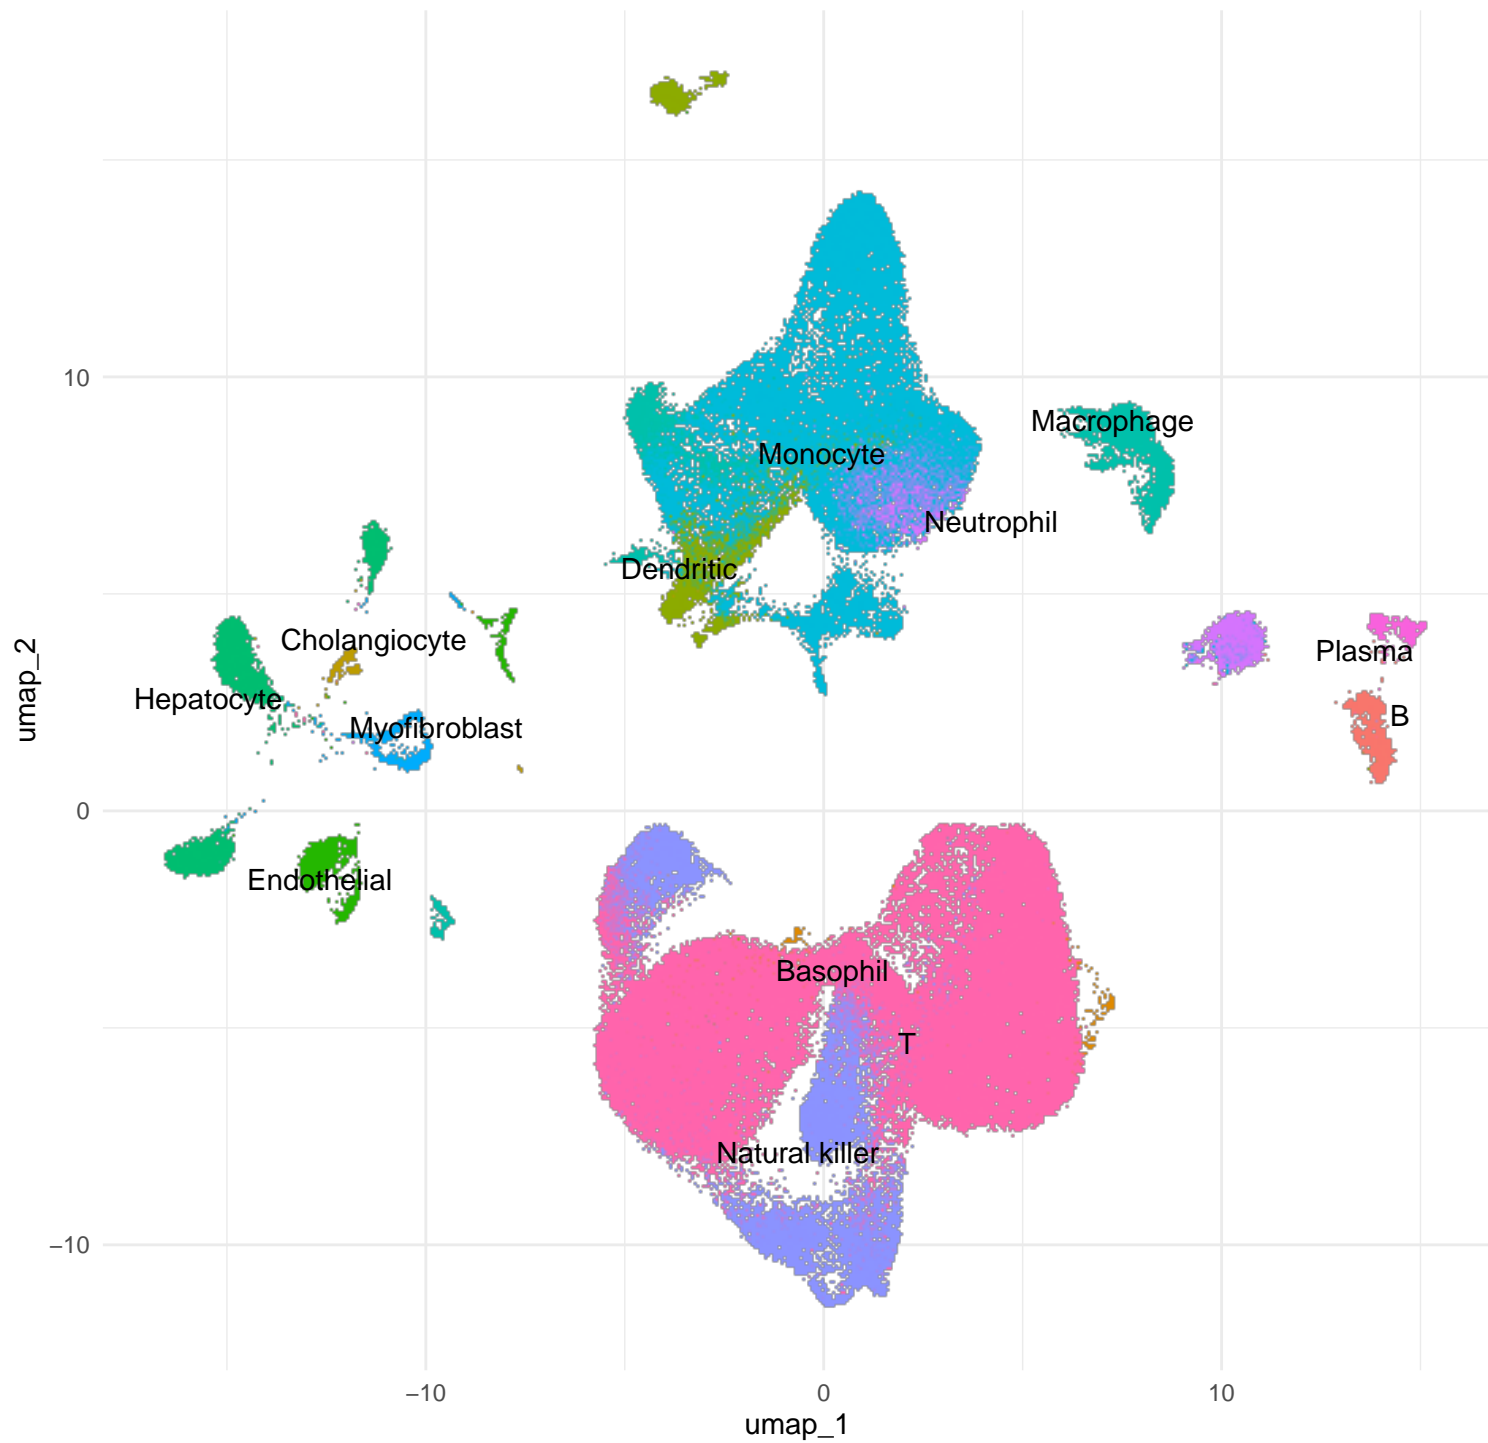 10
0
−10
umap_2
Macrophage
Monocyte
Neutrophil
Dendritic
Cholangiocyte
Plasma
Hepatocyte
B
Myofibroblast
Endothelial
Basophil
T
Natural killer
−10
0
10
umap_1